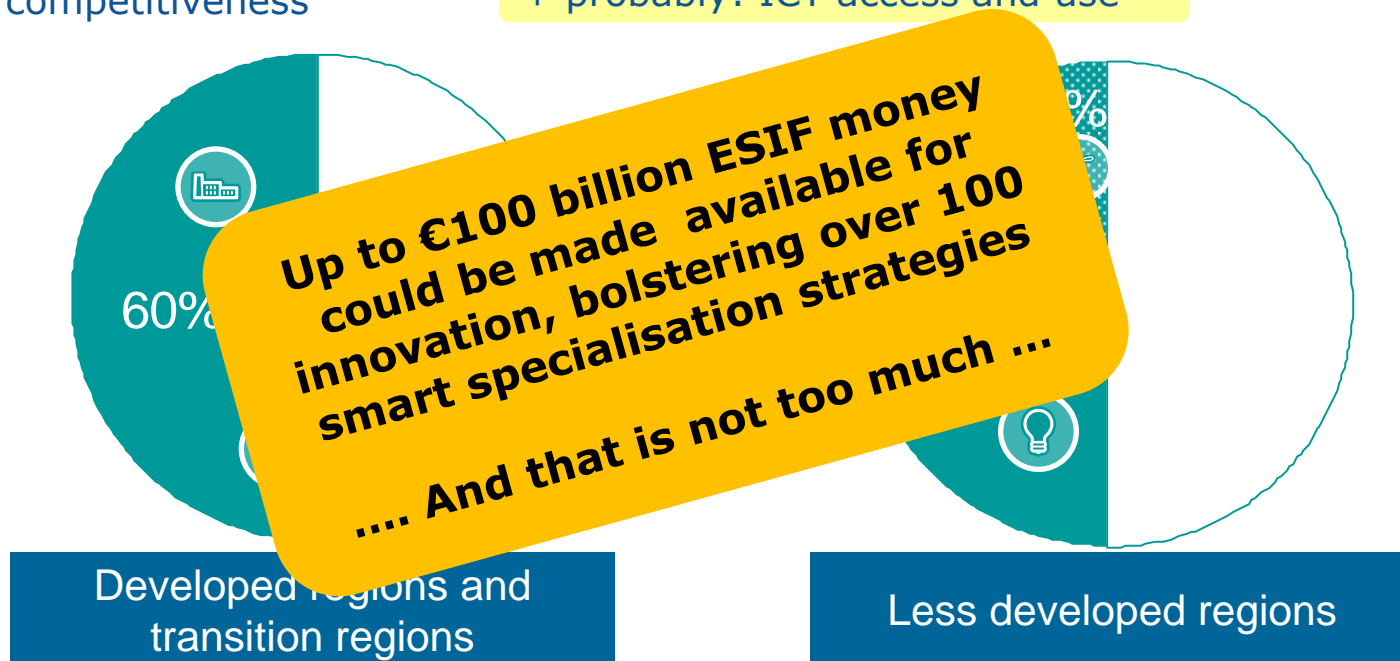 competitiveness
+ probably: ICT access and use
60%
%
Up to €100 billion ESIF money
could be made available for
innovation, bolstering over 100
smart specialisation strategies
.... And that is not too much ...
Developed regions and
transition regions
Less developed regions